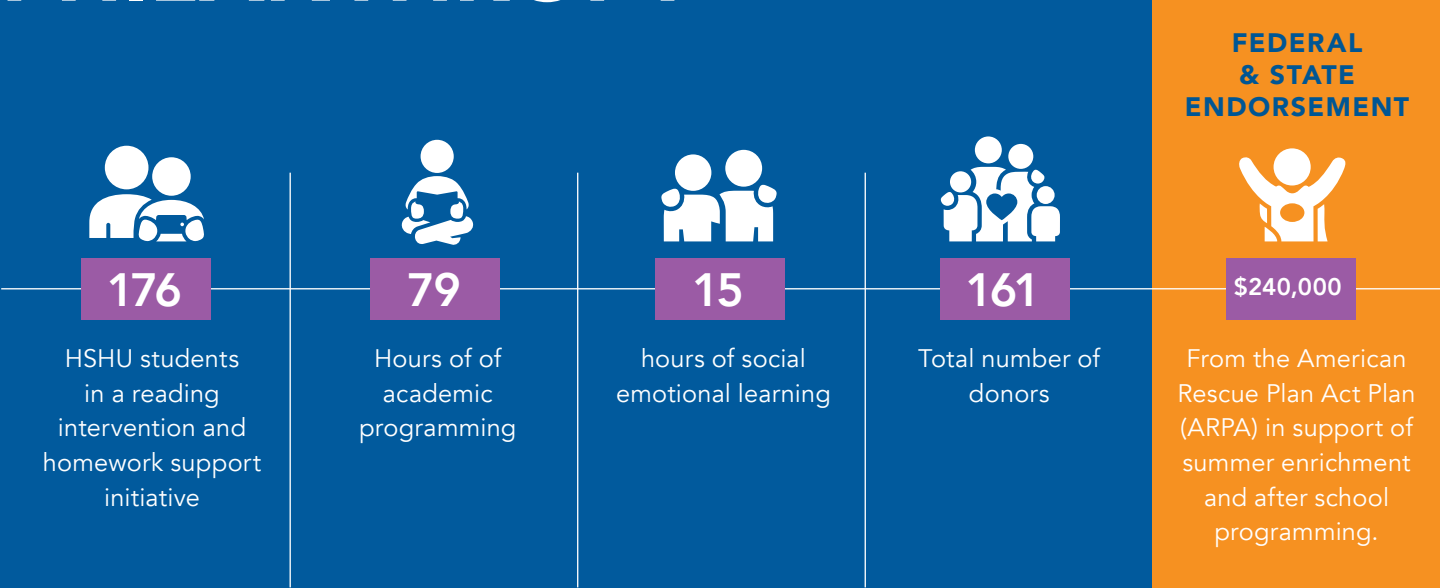 FEDERAL
& STATE
ENDORSEMENT
176
HSHU students
in a reading
intervention and
homework support
initiative
79
Hours of of
academic
programming
15
hours of social
emotional learning
161
Total number of
donors
$240,000
From the American
Rescue Plan Act Plan
(ARPA) in support of
summer enrichment
and after school
programming.